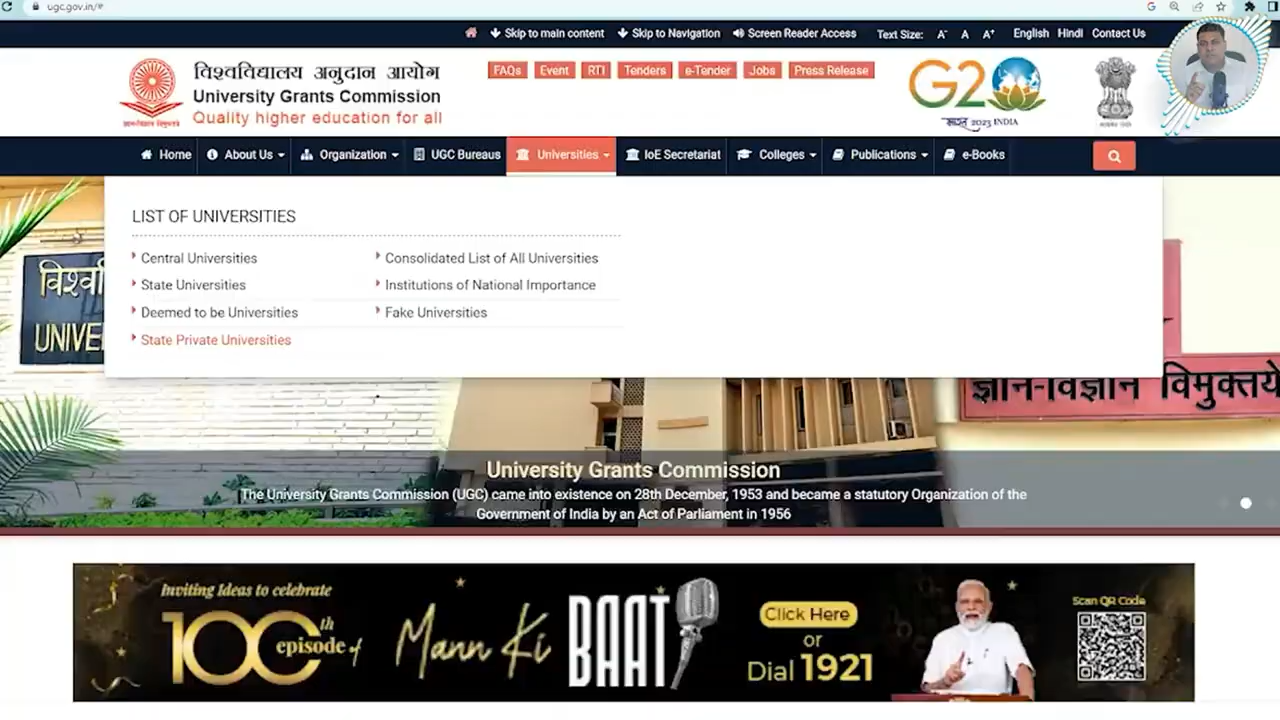 ugc.gov.in/#
Skip to main content
Skip to Navigation
Screen Reader Access
Text Size: A- A A+
English Hindi Contact Us
विश्वविद्यालय अनुदान आयोग
University Grants Commission
Quality higher education for all
ज्ञान-विज्ञान विमुक्तये
FAQs Event RTI Tenders e-Tender Jobs Press Release
G2
भारत 2023 INDIA
Home About Us Organization UGC Bureaus Universities IoE Secretariat Colleges Publications e-Books
LIST OF UNIVERSITIES
Central Universities
Consolidated List of All Universities
State Universities
Institutions of National Importance
Deemed to be Universities
Fake Universities
State Private Universities
विश्ववि
UNIVE
ज्ञान-विज्ञान विमुक्तये
University Grants Commission
The University Grants Commission (UGC) came into existence on 28th December, 1953 and became a statutory Organization of the
Government of India by an Act of Parliament in 1956
Inviting Ideas to celebrate
100th
episode of
Mann Ki
BAAT
Click Here
or
Dial 1921
Scan QR Code